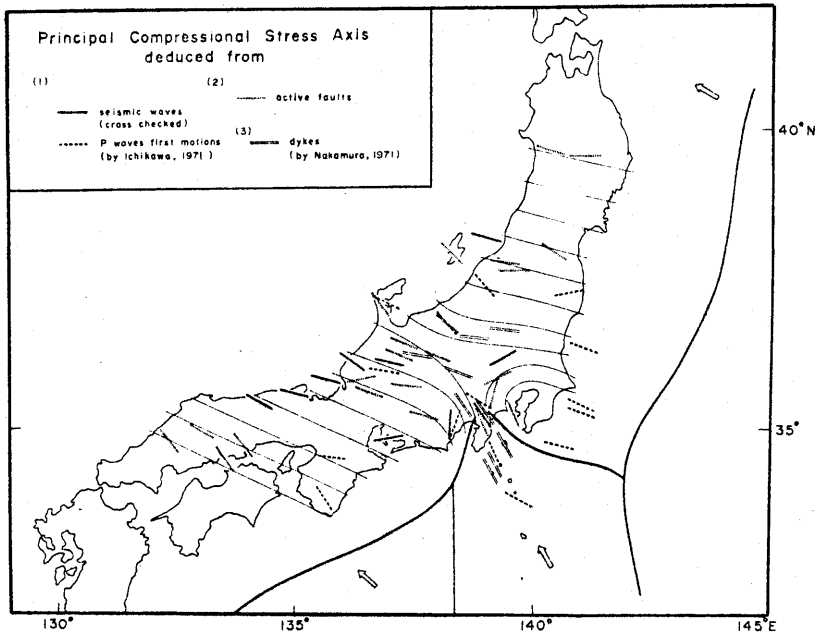 Principal Compressional Stress Axis
deduced from
(1)
seismic waves
(cross checked)
P waves first motions
(by Ichikawa, 1971)
(2)
active faults
(3)
dykes
(by Nakamura, 1971)
40°N
35°
130°
135°
140°
145°E